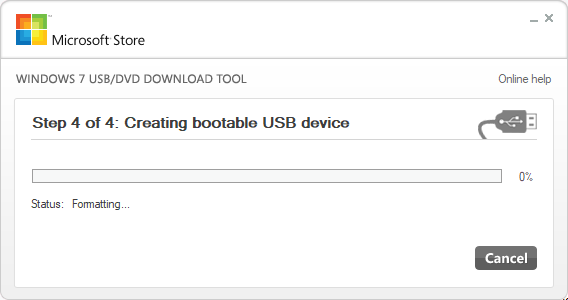 Microsoft Store
WINDOWS 7 USB/DVD DOWNLOAD TOOL
Online help
Step 4 of 4: Creating bootable USB device
0%
Status: Formatting...
Cancel